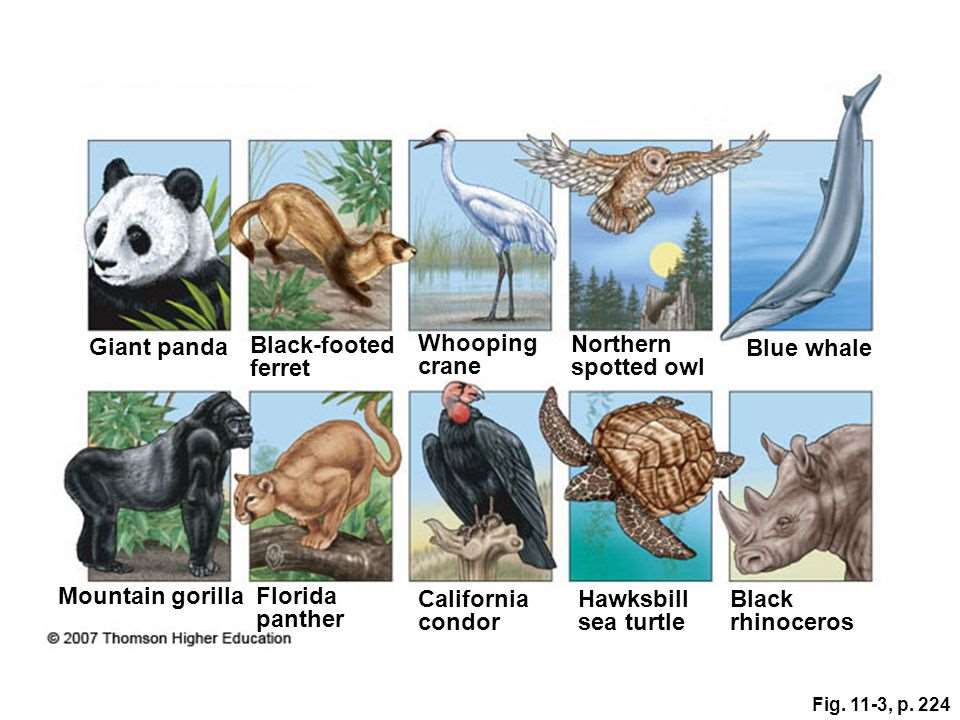 Giant panda
Black-footed
ferret
Whooping
crane
Northern
spotted owl
Blue whale
Mountain gorilla
Florida
panther
California
condor
Hawksbill
sea turtle
Black
rhinoceros
© 2007 Thomson Higher Education
Fig. 11-3, p. 224